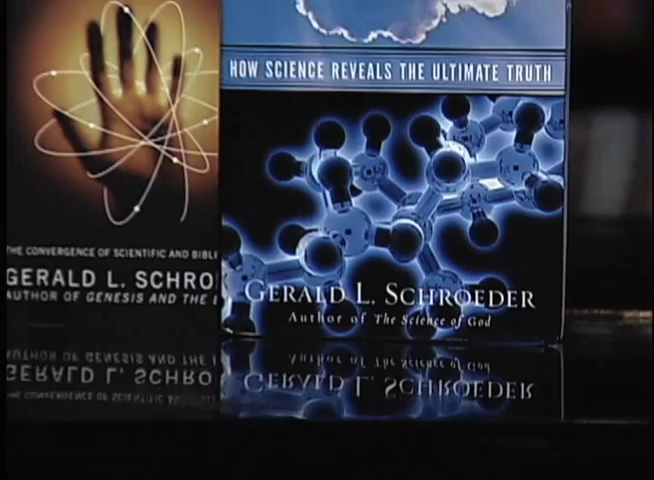 THE CONVERGENCE OF SCIENTIFIC AND BIBL
GERALD L. SCHRO
AUTHOR OF GENESIS AND THE
HOW SCIENCE REVEALS THE ULTIMATE TRUTH
GERALD L. SCHROEDER
Author of The Science of God